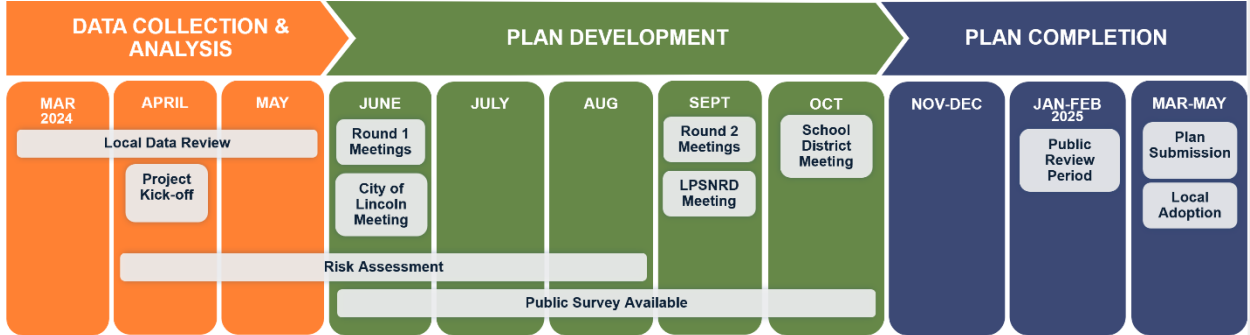 DATA COLLECTION &
ANALYSIS
PLAN DEVELOPMENT
PLAN COMPLETION
MAR
2024
APRIL
MAY
JUNE
JULY
AUG
SEPT
OCT
NOV-DEC
JAN-FEB
2025
MAR-MAY
Local Data Review
Project
Kick-off
Round 1
Meetings
City of
Lincoln
Meeting
Round 2
Meetings
LPSNRD
Meeting
School
District
Meeting
Public
Review
Period
Plan
Submission
Local
Adoption
Risk Assessment
Public Survey Available